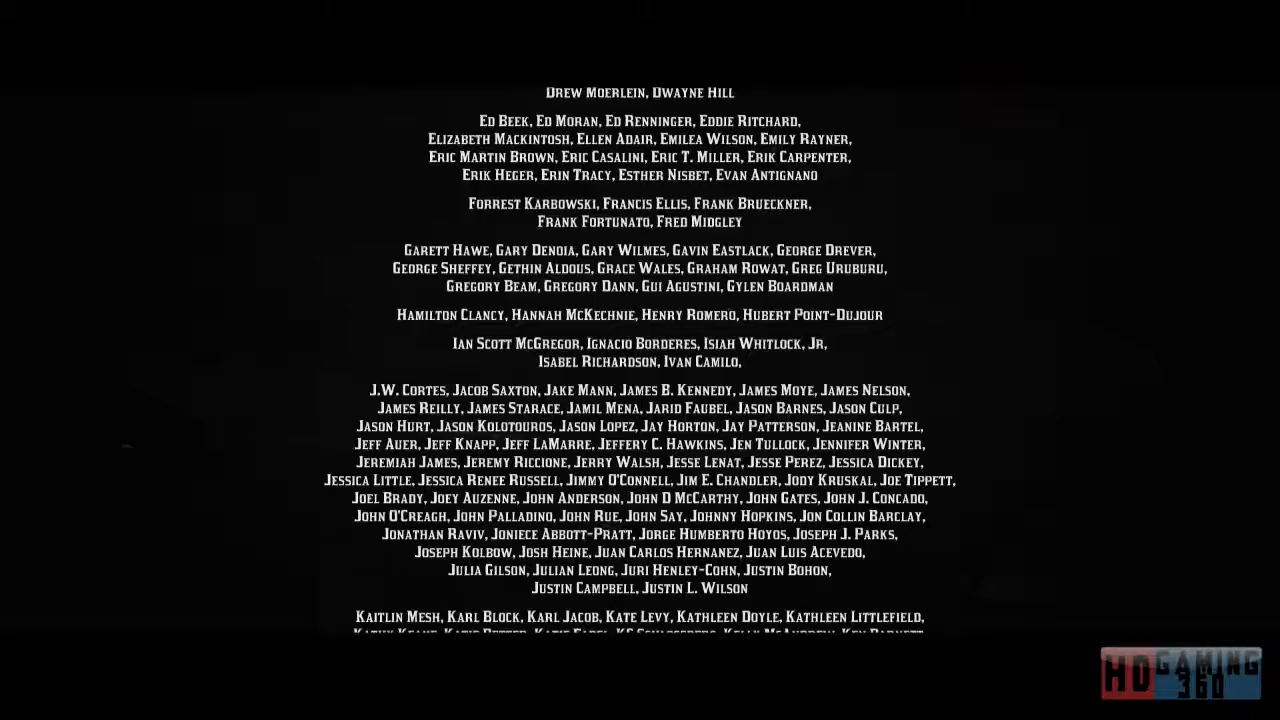 Drew Moerlein, Dwayne Hill
Ed Beek, Ed Moran, Ed Renninger, Eddie Ritchard,
Elizabeth Mackintosh, Ellen Adair, Emilea Wilson, Emily Rayner,
Eric Martin Brown, Eric Casalini, Eric T. Miller, Erik Carpenter,
Erik Heger, Erin Tracy, Esther Nisbet, Evan Antignano
Forrest Karbowski, Francis Ellis, Frank Brueckner,
Frank Fortunato, Fred Midgley
Garett Hawe, Gary Denoia, Gary Wilmes, Gavin Eastlack, George Drever,
George Sheffey, Gethin Aldous, Grace Wales, Graham Rowat, Greg Uruburu,
Gregory Beam, Gregory Dann, Gui Agustini, Gylen Boardman
Hamilton Clancy, Hannah McKechnie, Henry Romero, Hubert Point-Dujour
Ian Scott McGregor, Ignacio Borderes, Isiah Whitlock, Jr,
Isabel Richardson, Ivan Camilo,
J.W. Cortes, Jacob Saxton, Jake Mann, James B. Kennedy, James Moye, James Nelson,
James Reilly, James Starace, Jamil Mena, Jarid Faubel, Jason Barnes, Jason Culp,
Jason Hurt, Jason Kolotouros, Jason Lopez, Jay Horton, Jay Patterson, Jeanine Bartel,
Jeff Auer, Jeff Knapp, Jeff LaMarre, Jeffery C. Hawkins, Jen Tullock, Jennifer Winter,
Jeremiah James, Jeremy Riccione, Jerry Walsh, Jesse Lenat, Jesse Perez, Jessica Dickey,
Jessica Little, Jessica Renee Russell, Jimmy O'Connell, Jim E. Chandler, Jody Kruskal, Joe Tippett,
Joel Brady, Joey Auzenne, John Anderson, John D McCarthy, John Gates, John J. Concado,
John O'Creagh, John Palladino, John Rue, John Say, Johnny Hopkins, Jon Collin Barclay,
Jonathan Raviv, Joniece Abbott-Pratt, Jorge Humberto Hoyos, Joseph J. Parks,
Joseph Kolbow, Josh Heine, Juan Carlos Hernanez, Juan Luis Acevedo,
Julia Gilson, Julian Leong, Juri Henley-Cohn, Justin Bohon,
Justin Campbell, Justin L. Wilson
Kaitlin Mesh, Karl Block, Karl Jacob, Kate Levy, Kathleen Doyle, Kathleen Littlefield,
HD GAMING
360